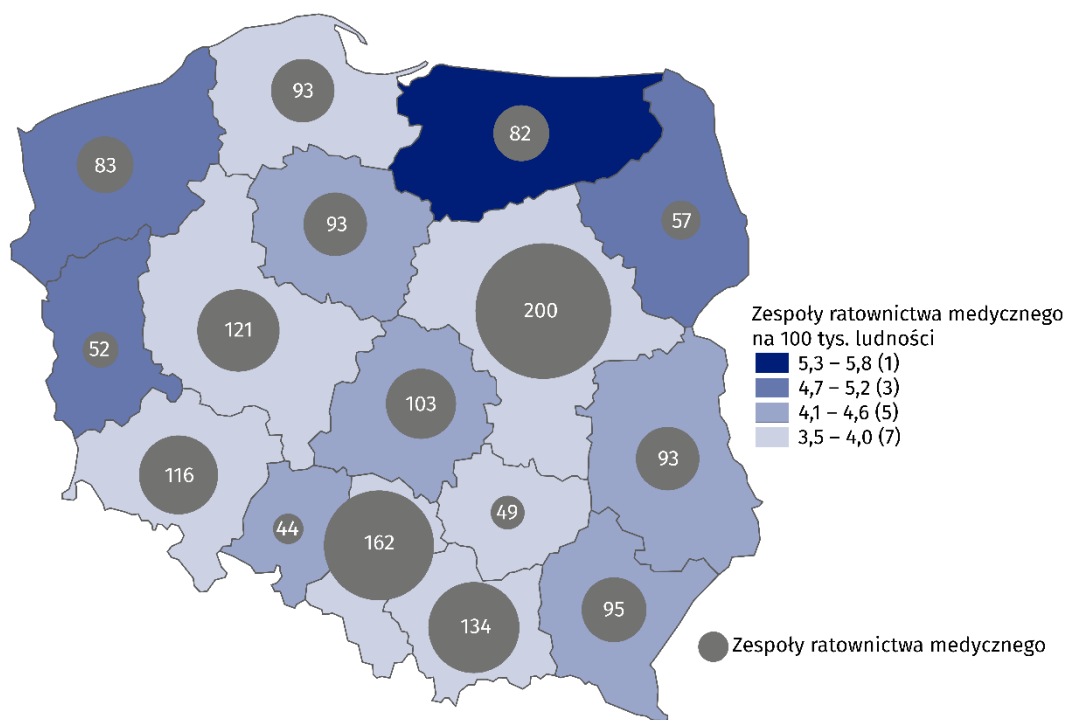 93
82
83
93
57
200
121
52
103
93
116
49
44
162
95
134
Zespoły ratownictwa medycznego
na 100 tys. ludności
5,3 – 5,8 (1)
4,7 – 5,2 (3)
4,1 – 4,6 (5)
3,5 – 4,0 (7)
Zespoły ratownictwa medycznego